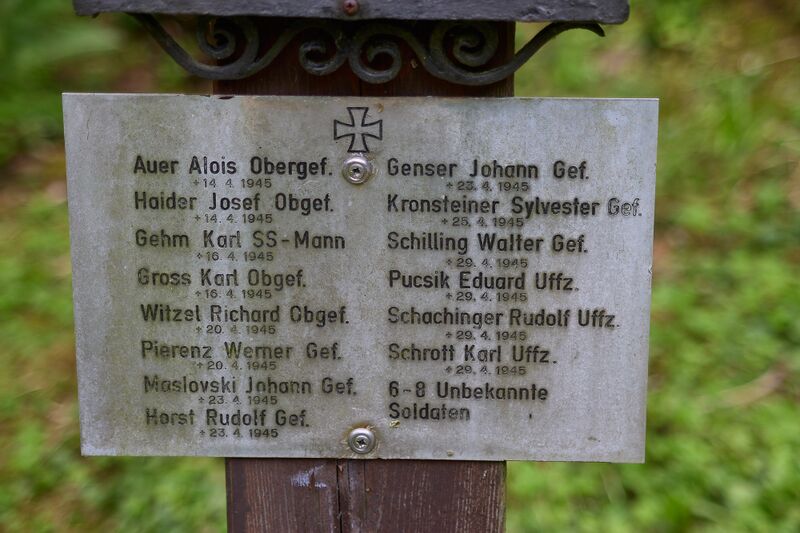 Auer Alois Obergef.
+14. 4. 1945
Haider Josef Obgef.
+14. 4. 1945
Gehm Karl SS-Mann
+16. 4. 1945
Gross Karl Obgef.
+16. 4. 1945
Witzel Richard Obgef.
+20. 4. 1945
Pierenz Werner Gef.
+20. 4. 1945
Maslovski Johann Gef.
+23. 4. 1945
Horst Rudolf Gef.
+23. 4. 1945
Genser Johann Gef.
+23. 4. 1945
Kronsteiner Sylvester Gef.
+25. 4. 1945
Schilling Walter Gef.
+29. 4. 1945
Pucsik Eduard Uffz.
+29. 4. 1945
Schachinger Rudolf Uffz.
+29. 4. 1945
Schrott Karl Uffz.
+29. 4. 1945
6-8 Unbekannte
Soldaten